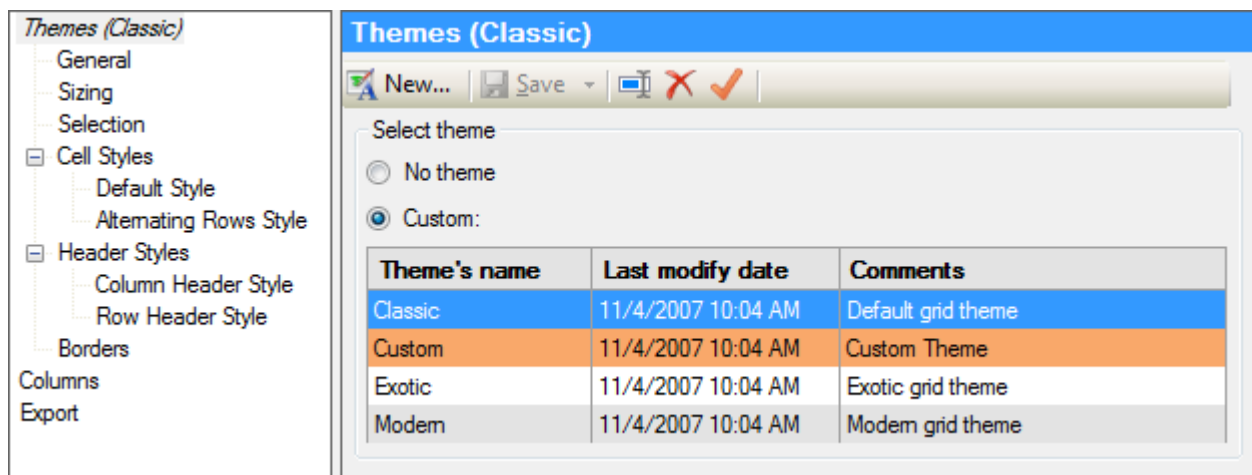 Themes (Classic)
General
Sizing
Selection
Cell Styles
Default Style
Alternating Rows Style
Header Styles
Column Header Style
Row Header Style
Borders
Columns
Export
Themes (Classic)
New... Save
Select theme
No theme
Custom:
Theme's name Last modify date Comments
Classic 11/4/2007 10:04 AM Default grid theme
Custom 11/4/2007 10:04 AM Custom Theme
Exotic 11/4/2007 10:04 AM Exotic grid theme
Modern 11/4/2007 10:04 AM Modern grid theme